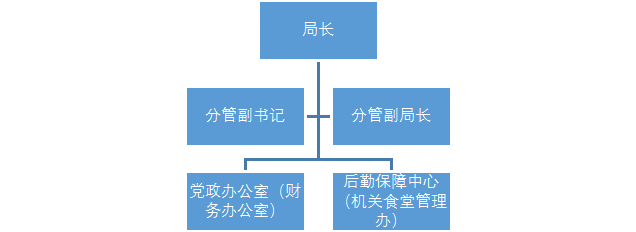 局长
分管副书记
分管副局长
党政办公室（财
务办公室）
后勤保障中心
（机关食堂管理
办）